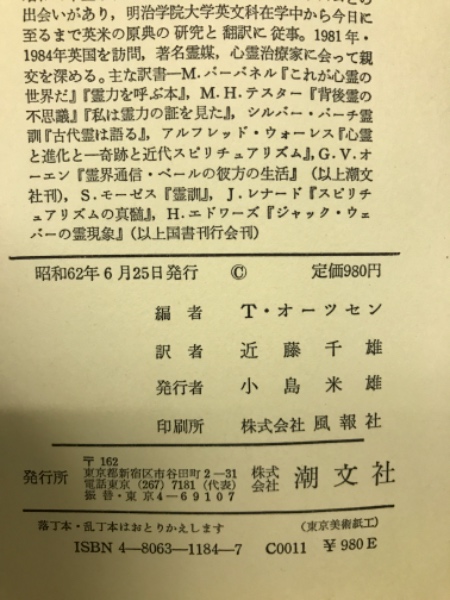 出会いがあり，明治学院大学英文科在学中から今日に
至るまで英米の原典の研究と翻訳に従事。1981年・
1984年英国を訪問，著名霊媒，心霊治療家に会って親
交を深める。主な訳書―M.バーバネル『これが心霊の
世界だ』『霊力を呼ぶ本』，M.H.テスター『背後霊の
不思議』『私は霊力の証を見た』，シルバー・バーチ霊
訓『古代霊は語る』，アルフレッド・ウォーレス『心霊
と進化と―奇跡と近代スピリチュアリズム』，G.V.オ
ーエン『霊界通信・ベールの彼方の生活』（以上潮文
社刊），S.モーゼス『霊訓』，J.レナード『スピリチ
ュアリズムの真髄』，H.エドワーズ『ジャック・ウェ
バーの霊現象』（以上国書刊行会刊）
昭和62年6月25日発行 © 定価980円
編者 T・オーツセン
訳者 近藤千雄
発行者 小島米雄
印刷所 株式会社 風報社
発行所 〒162
東京都新宿区市谷田町2―31
電話東京 (267) 7181 (代表)
振替・東京4―69107
株式会社 潮文社
落丁本・乱丁本はおとりかえします （東京美術紙工）
ISBN 4―8063―1184―7 C0011 ¥980E